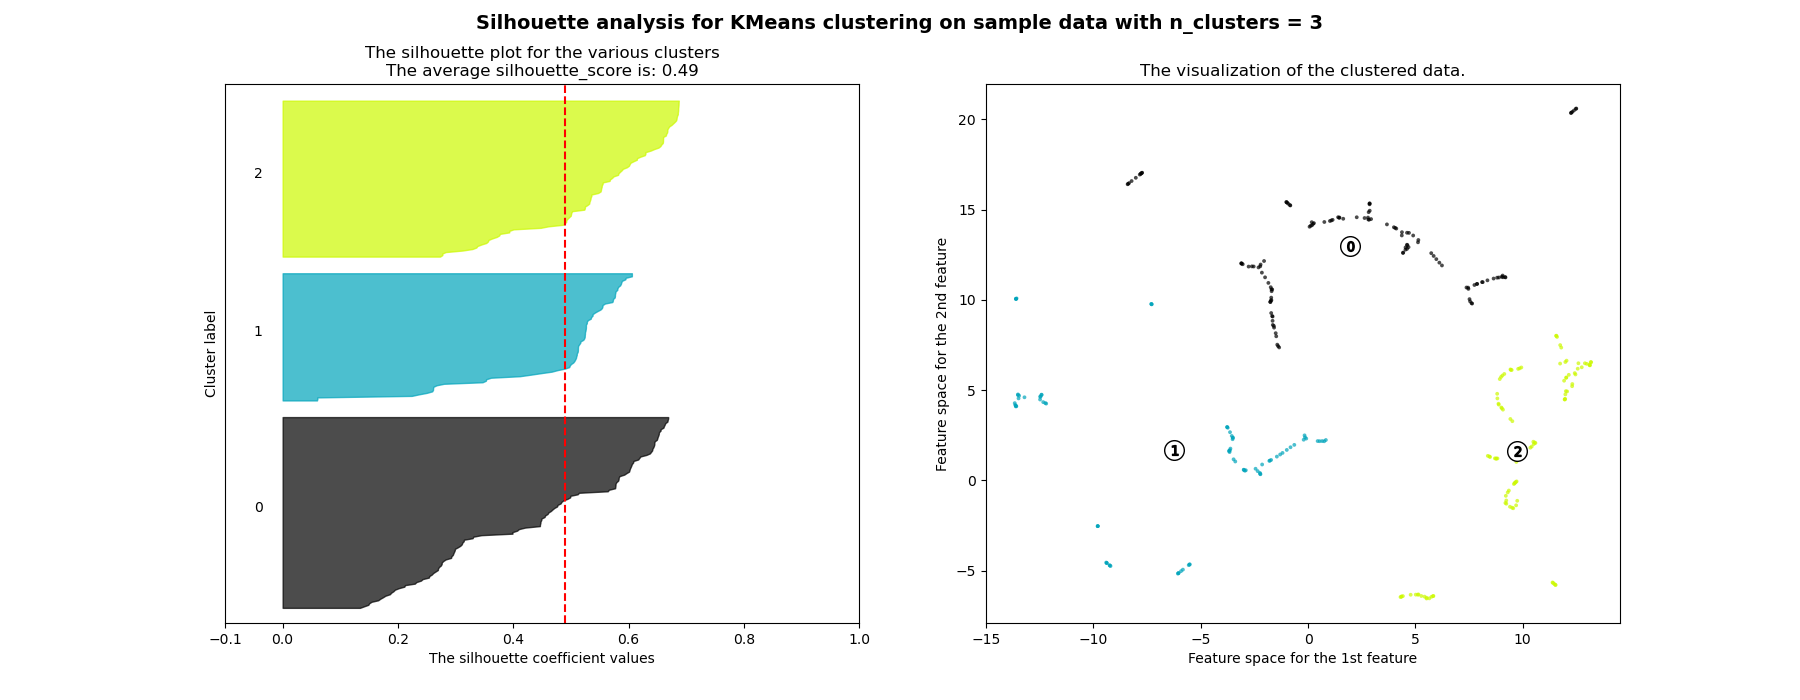 Silhouette analysis for KMeans clustering on sample data with n_clusters = 3
The silhouette plot for the various clusters
The average silhouette_score is: 0.49
2
1
0
Cluster label
−0.1 0.0 0.2 0.4 0.6 0.8 1.0
The silhouette coefficient values
The visualization of the clustered data.
20
15
10
5
0
−5
Feature space for the 2nd feature
0
1
2
−15 −10 −5 0 5 10
Feature space for the 1st feature